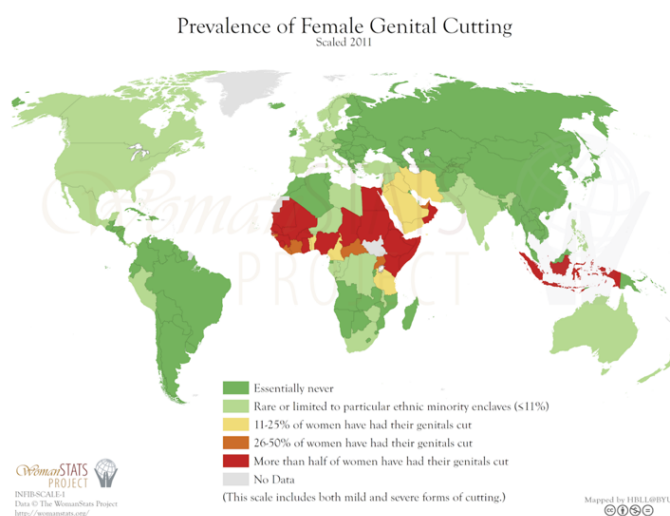 Prevalence of Female Genital Cutting
Scaled 2011
WomanSTATS
PROJECT
Essentially never
Rare or limited to particular ethnic minority enclaves (≤11%)
11-25% of women have had their genitals cut
26-50% of women have had their genitals cut
More than half of women have had their genitals cut
No Data
(This scale includes both mild and severe forms of cutting.)
WomanSTATS
PROJECT
INFIB-SCALE-1
Data © The WomanStats Project
http://womanstats.org/
Mapped by HBLL@BYU